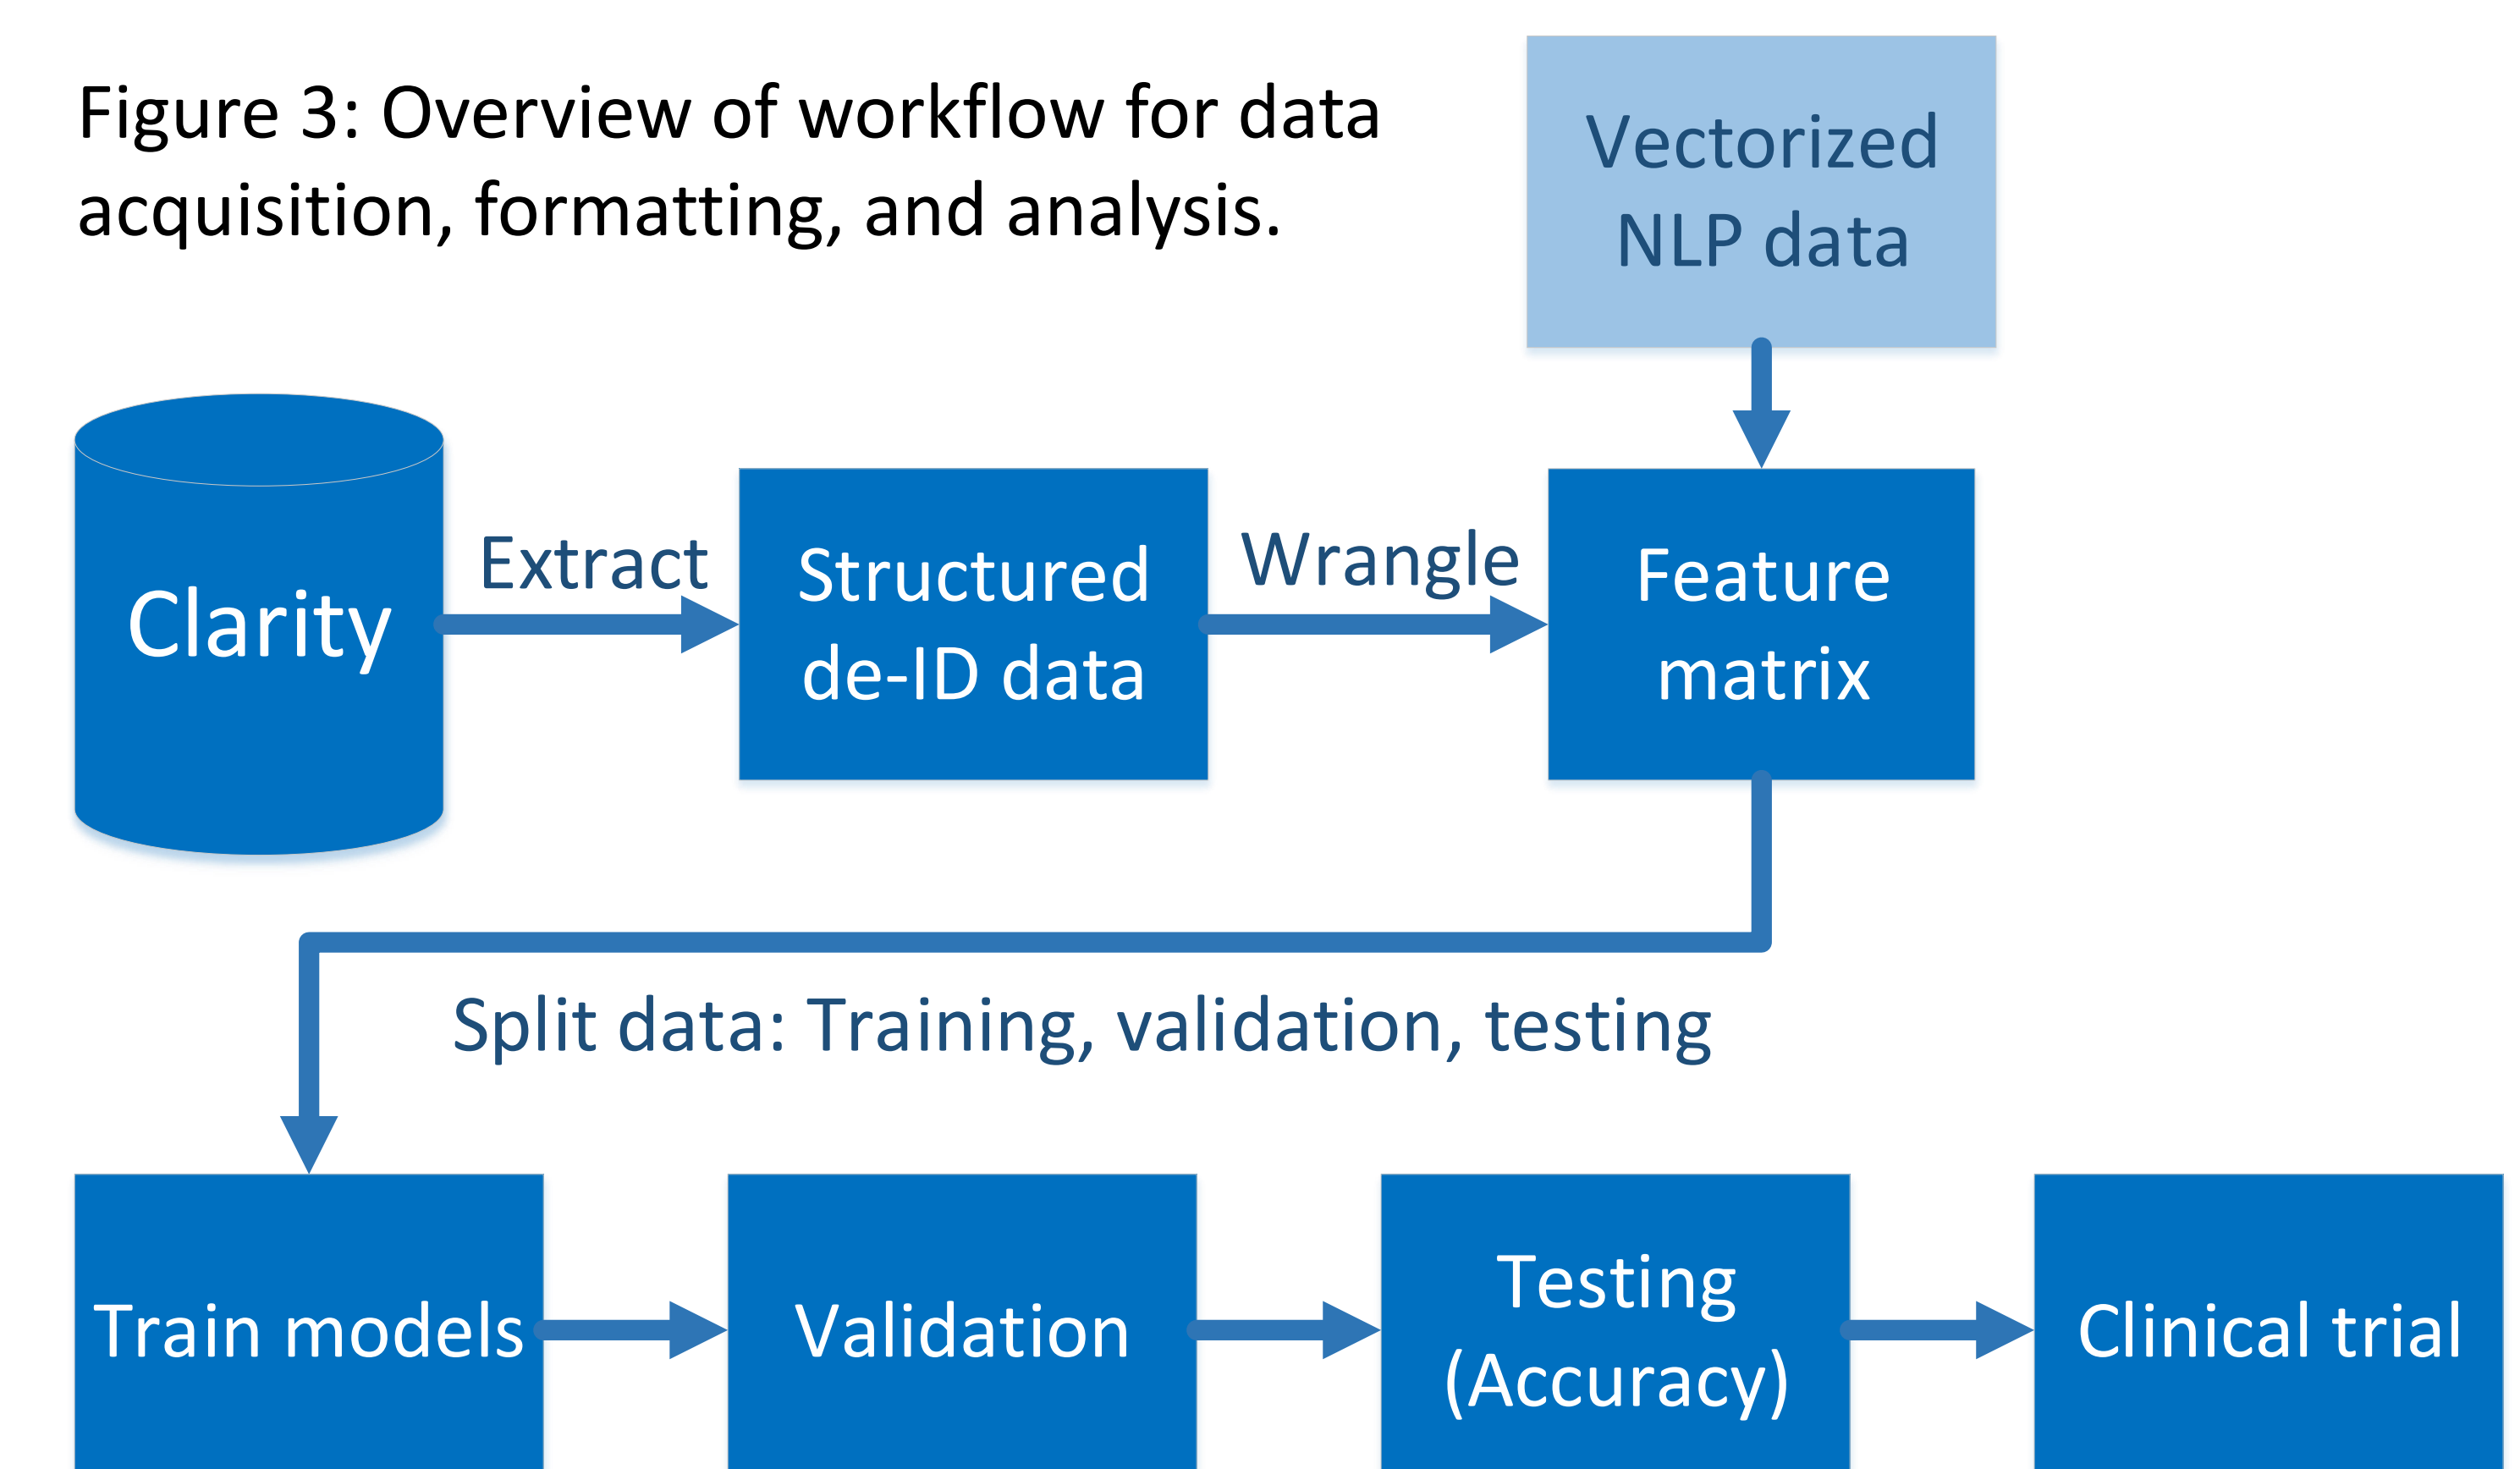 Figure 3: Overview of workflow for data
acquisition, formatting, and analysis.
Vectorized
NLP data
Clarity
Extract
Structured
de-ID data
Wrangle
Feature
matrix
Split data: Training, validation, testing
Train models
Validation
Testing
(Accuracy)
Clinical trial